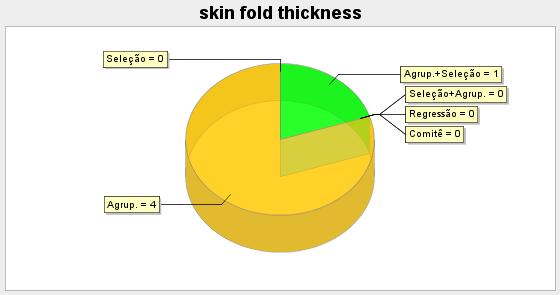 skin fold thickness
Seleção = 0
Agrup.+Seleção = 1
Seleção+Agrup. = 0
Regressão = 0
Comitê = 0
Agrup. = 4